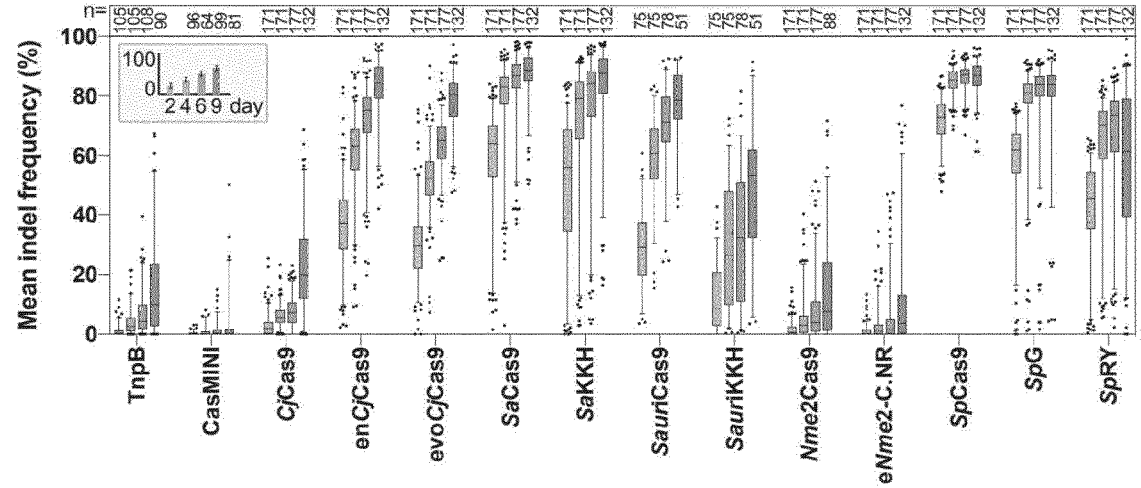 n= 105 105 108 90 96 64 99 81 171 171 177 132 171 171 177 132 171 171 177 132 171 171 177 132 171 171 177 132 75 75 78 51 75 75 78 51 171 171 177 88 171 171 177 132 171 171 177 132 171 171 177 132 171 171 177 132
Mean indel frequency (%)
100
80
60
40
20
0
100
0
2 4 6 9 day
TnpB
CasMINI
CjCas9
enCjCas9
evoCjCas9
SaCas9
SaKKH
SauriCas9
SauriKKH
Nme2Cas9
eNme2-C.NR
SpCas9
SpG
SpRY